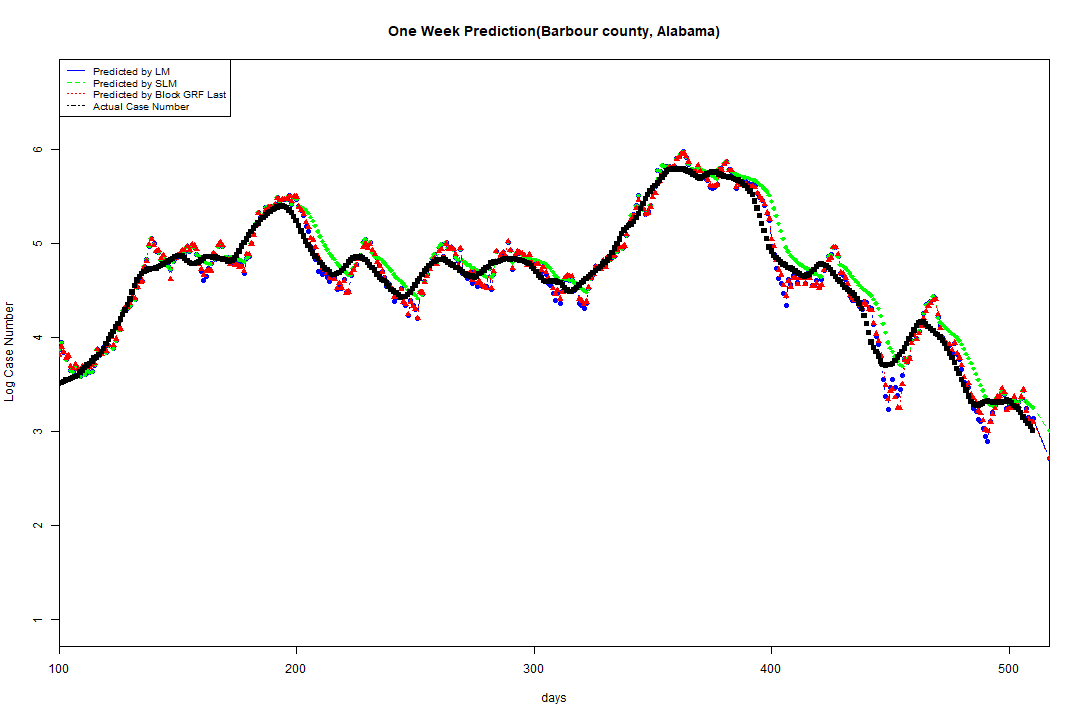 One Week Prediction(Barbour county, Alabama)
Predicted by LM
Predicted by SLM
Predicted by Block GRF Last
Actual Case Number
6
5
4
3
2
1
Log Case Number
100 200 300 400 500
days